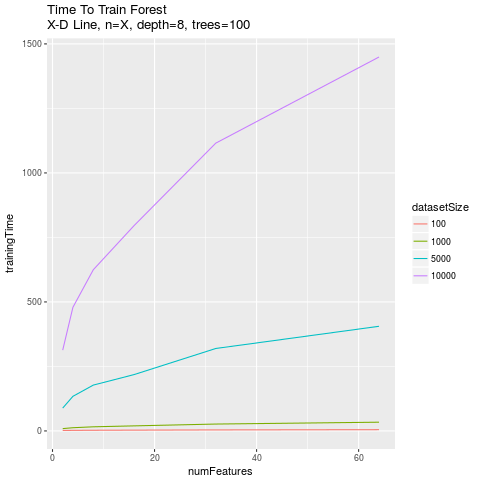 Time To Train Forest
X-D Line, n=X, depth=8, trees=100
1500
1000
500
0
trainingTime
0 20 40 60
numFeatures
datasetSize
100
1000
5000
10000